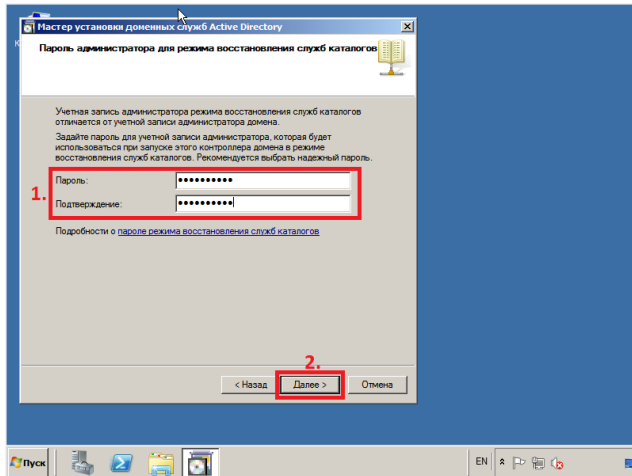 Мастер установки доменных служб Active Directory
Пароль администратора для режима восстановления служб каталогов
Учетная запись администратора режима восстановления служб каталогов
отличается от учетной записи администратора домена.
Задайте пароль для учетной записи администратора, которая будет
использоваться при запуске этого контроллера домена в режиме
восстановления служб каталогов. Рекомендуется выбрать надежный пароль.
1.
Пароль: ••••••••••
Подтверждение: ••••••••••
Подробности о пароле режима восстановления служб каталогов
2.
< Назад Далее > Отмена
Пуск EN